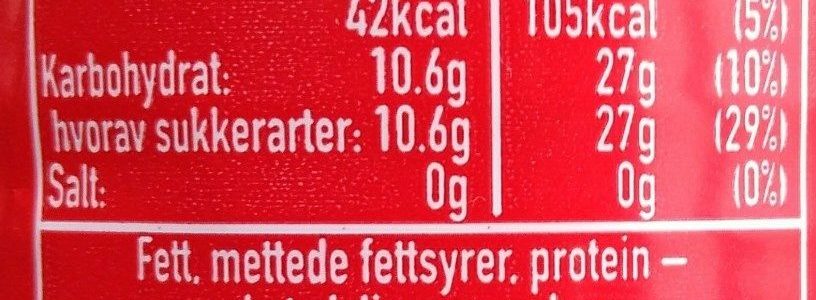 42kcal 105kcal (5%)
Karbohydrat: 10.6g 27g (10%)
hvorav sukkerarter: 10.6g 27g (29%)
Salt: 0g 0g (0%)
Fett, mettede fettsyrer, protein –